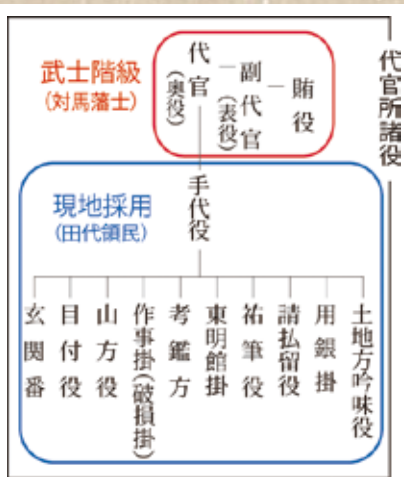 代官所諸役
武士階級
(対馬藩士)
賄役
副代官
(表役)
代官
(奥役)
手代役
現地採用
(田代領民)
土地方吟味役
用銀掛
請払留役
祐筆役
東明館掛
考鑑方
作事掛(破損掛)
山方役
目付役
玄関番